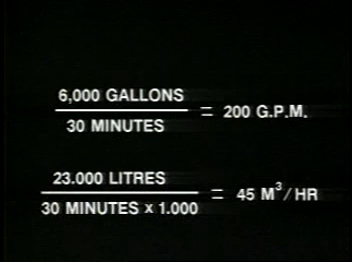 6,000 GALLONS
30 MINUTES
= 200 G.P.M.
23.000 LITRES
30 MINUTES x 1.000
= 45 M³/HR